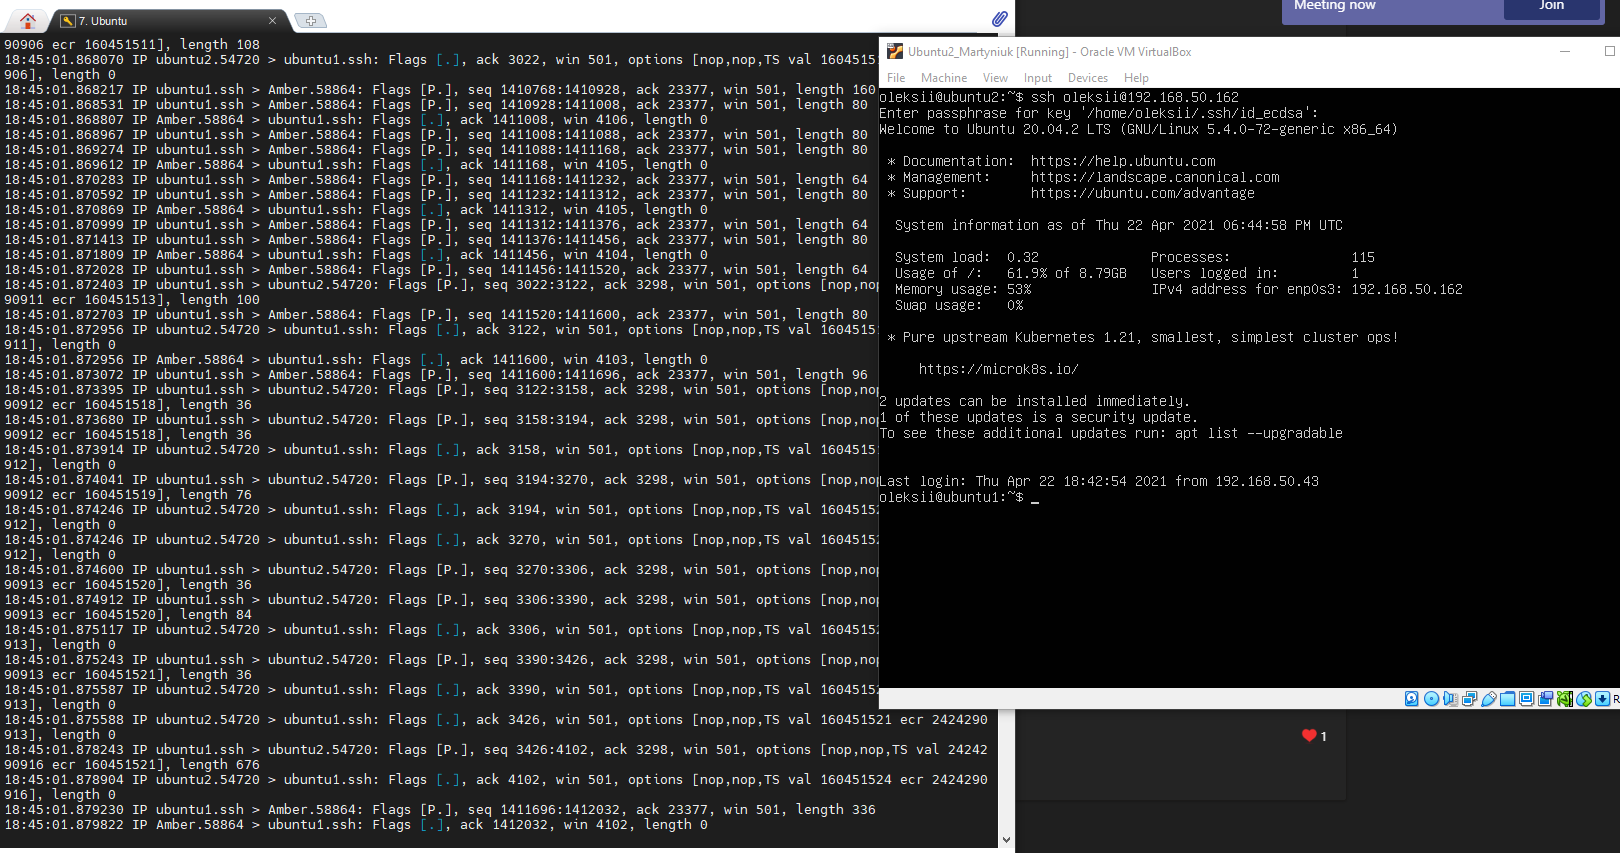 7. Ubuntu
90906 ecr 160451511], length 108
18:45:01.868070 IP ubuntu2.54720 > ubuntu1.ssh: Flags [.], ack 3022, win 501, options [nop,nop,TS val 16045151
906], length 0
18:45:01.868217 IP ubuntu1.ssh > Amber.58864: Flags [P.], seq 1410768:1410928, ack 23377, win 501, length 160
18:45:01.868531 IP ubuntu1.ssh > Amber.58864: Flags [P.], seq 1410928:1411008, ack 23377, win 501, length 80
18:45:01.868807 IP Amber.58864 > ubuntu1.ssh: Flags [.], ack 1411008, win 4106, length 0
18:45:01.868967 IP ubuntu1.ssh > Amber.58864: Flags [P.], seq 1411008:1411088, ack 23377, win 501, length 80
18:45:01.869274 IP ubuntu1.ssh > Amber.58864: Flags [P.], seq 1411088:1411168, ack 23377, win 501, length 80
18:45:01.869612 IP Amber.58864 > ubuntu1.ssh: Flags [.], ack 1411168, win 4105, length 0
18:45:01.870283 IP ubuntu1.ssh > Amber.58864: Flags [P.], seq 1411168:1411232, ack 23377, win 501, length 64
18:45:01.870592 IP ubuntu1.ssh > Amber.58864: Flags [P.], seq 1411232:1411312, ack 23377, win 501, length 80
18:45:01.870869 IP Amber.58864 > ubuntu1.ssh: Flags [.], ack 1411312, win 4105, length 0
18:45:01.870999 IP ubuntu1.ssh > Amber.58864: Flags [P.], seq 1411312:1411376, ack 23377, win 501, length 64
18:45:01.871413 IP ubuntu1.ssh > Amber.58864: Flags [P.], seq 1411376:1411456, ack 23377, win 501, length 80
18:45:01.871809 IP Amber.58864 > ubuntu1.ssh: Flags [.], ack 1411456, win 4104, length 0
18:45:01.872028 IP ubuntu1.ssh > Amber.58864: Flags [P.], seq 1411456:1411520, ack 23377, win 501, length 64
18:45:01.872403 IP ubuntu1.ssh > ubuntu2.54720: Flags [P.], seq 3022:3122, ack 3298, win 501, options [nop,nop
90911 ecr 160451513], length 100
18:45:01.872703 IP ubuntu1.ssh > Amber.58864: Flags [P.], seq 1411520:1411600, ack 23377, win 501, length 80
18:45:01.872956 IP ubuntu2.54720 > ubuntu1.ssh: Flags [.], ack 3122, win 501, options [nop,nop,TS val 16045151
911], length 0
18:45:01.872956 IP Amber.58864 > ubuntu1.ssh: Flags [.], ack 1411600, win 4103, length 0
18:45:01.873072 IP ubuntu1.ssh > Amber.58864: Flags [P.], seq 1411600:1411696, ack 23377, win 501, length 96
18:45:01.873395 IP ubuntu1.ssh > ubuntu2.54720: Flags [P.], seq 3122:3158, ack 3298, win 501, options [nop,nop
90912 ecr 160451518], length 36
18:45:01.873680 IP ubuntu1.ssh > ubuntu2.54720: Flags [P.], seq 3158:3194, ack 3298, win 501, options [nop,nop
90912 ecr 160451518], length 36
18:45:01.873914 IP ubuntu2.54720 > ubuntu1.ssh: Flags [.], ack 3158, win 501, options [nop,nop,TS val 16045151
912], length 0
18:45:01.874041 IP ubuntu1.ssh > ubuntu2.54720: Flags [P.], seq 3194:3270, ack 3298, win 501, options [nop,nop
90912 ecr 160451519], length 76
18:45:01.874246 IP ubuntu2.54720 > ubuntu1.ssh: Flags [.], ack 3194, win 501, options [nop,nop,TS val 16045152
912], length 0
18:45:01.874246 IP ubuntu2.54720 > ubuntu1.ssh: Flags [.], ack 3270, win 501, options [nop,nop,TS val 16045152
912], length 0
18:45:01.874600 IP ubuntu1.ssh > ubuntu2.54720: Flags [P.], seq 3270:3306, ack 3298, win 501, options [nop,nop
90913 ecr 160451520], length 36
18:45:01.874912 IP ubuntu1.ssh > ubuntu2.54720: Flags [P.], seq 3306:3390, ack 3298, win 501, options [nop,nop
90913 ecr 160451520], length 84
18:45:01.875117 IP ubuntu2.54720 > ubuntu1.ssh: Flags [.], ack 3306, win 501, options [nop,nop,TS val 16045152
913], length 0
18:45:01.875243 IP ubuntu1.ssh > ubuntu2.54720: Flags [P.], seq 3390:3426, ack 3298, win 501, options [nop,nop
90913 ecr 160451521], length 36
18:45:01.875587 IP ubuntu2.54720 > ubuntu1.ssh: Flags [.], ack 3390, win 501, options [nop,nop,TS val 16045152
913], length 0
18:45:01.875588 IP ubuntu2.54720 > ubuntu1.ssh: Flags [.], ack 3426, win 501, options [nop,nop,TS val 160451521 ecr 2424290
913], length 0
18:45:01.878243 IP ubuntu1.ssh > ubuntu2.54720: Flags [P.], seq 3426:4102, ack 3298, win 501, options [nop,nop,TS val 24242
90916 ecr 160451521], length 676
18:45:01.878904 IP ubuntu2.54720 > ubuntu1.ssh: Flags [.], ack 4102, win 501, options [nop,nop,TS val 160451524 ecr 2424290
916], length 0
18:45:01.879230 IP ubuntu1.ssh > Amber.58864: Flags [P.], seq 1411696:1412032, ack 23377, win 501, length 336
18:45:01.879822 IP Amber.58864 > ubuntu1.ssh: Flags [.], ack 1412032, win 4102, length 0
Meeting now
Join
Ubuntu2_Martyniuk [Running] - Oracle VM VirtualBox
File Machine View Input Devices Help
oleksii@ubuntu2:~$ ssh oleksii@192.168.50.162
Enter passphrase for key '/home/oleksii/.ssh/id_ecdsa':
Welcome to Ubuntu 20.04.2 LTS (GNU/Linux 5.4.0-72-generic x86_64)
* Documentation: https://help.ubuntu.com
* Management: https://landscape.canonical.com
* Support: https://ubuntu.com/advantage
System information as of Thu 22 Apr 2021 06:44:58 PM UTC
System load: 0.32 Processes: 115
Usage of /: 61.9% of 8.79GB Users logged in: 1
Memory usage: 53% IPv4 address for enp0s3: 192.168.50.162
Swap usage: 0%
* Pure upstream Kubernetes 1.21, smallest, simplest cluster ops!
https://microk8s.io/
2 updates can be installed immediately.
1 of these updates is a security update.
To see these additional updates run: apt list --upgradable
Last login: Thu Apr 22 18:42:54 2021 from 192.168.50.43
oleksii@ubuntu1:~$ _
R
1